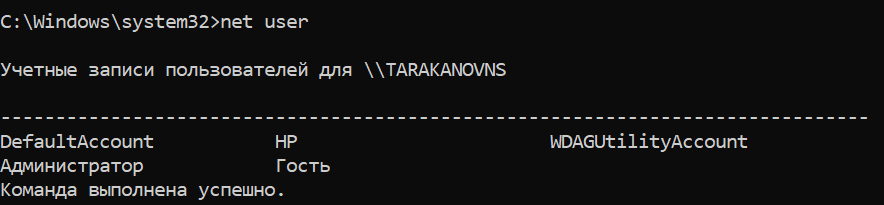 C:\Windows\system32>net user
Учетные записи пользователей для \\TARAKANOVNS
-------------------------------------------------------------------------------
DefaultAccount HP WDAGUtilityAccount
Администратор Гость
Команда выполнена успешно.